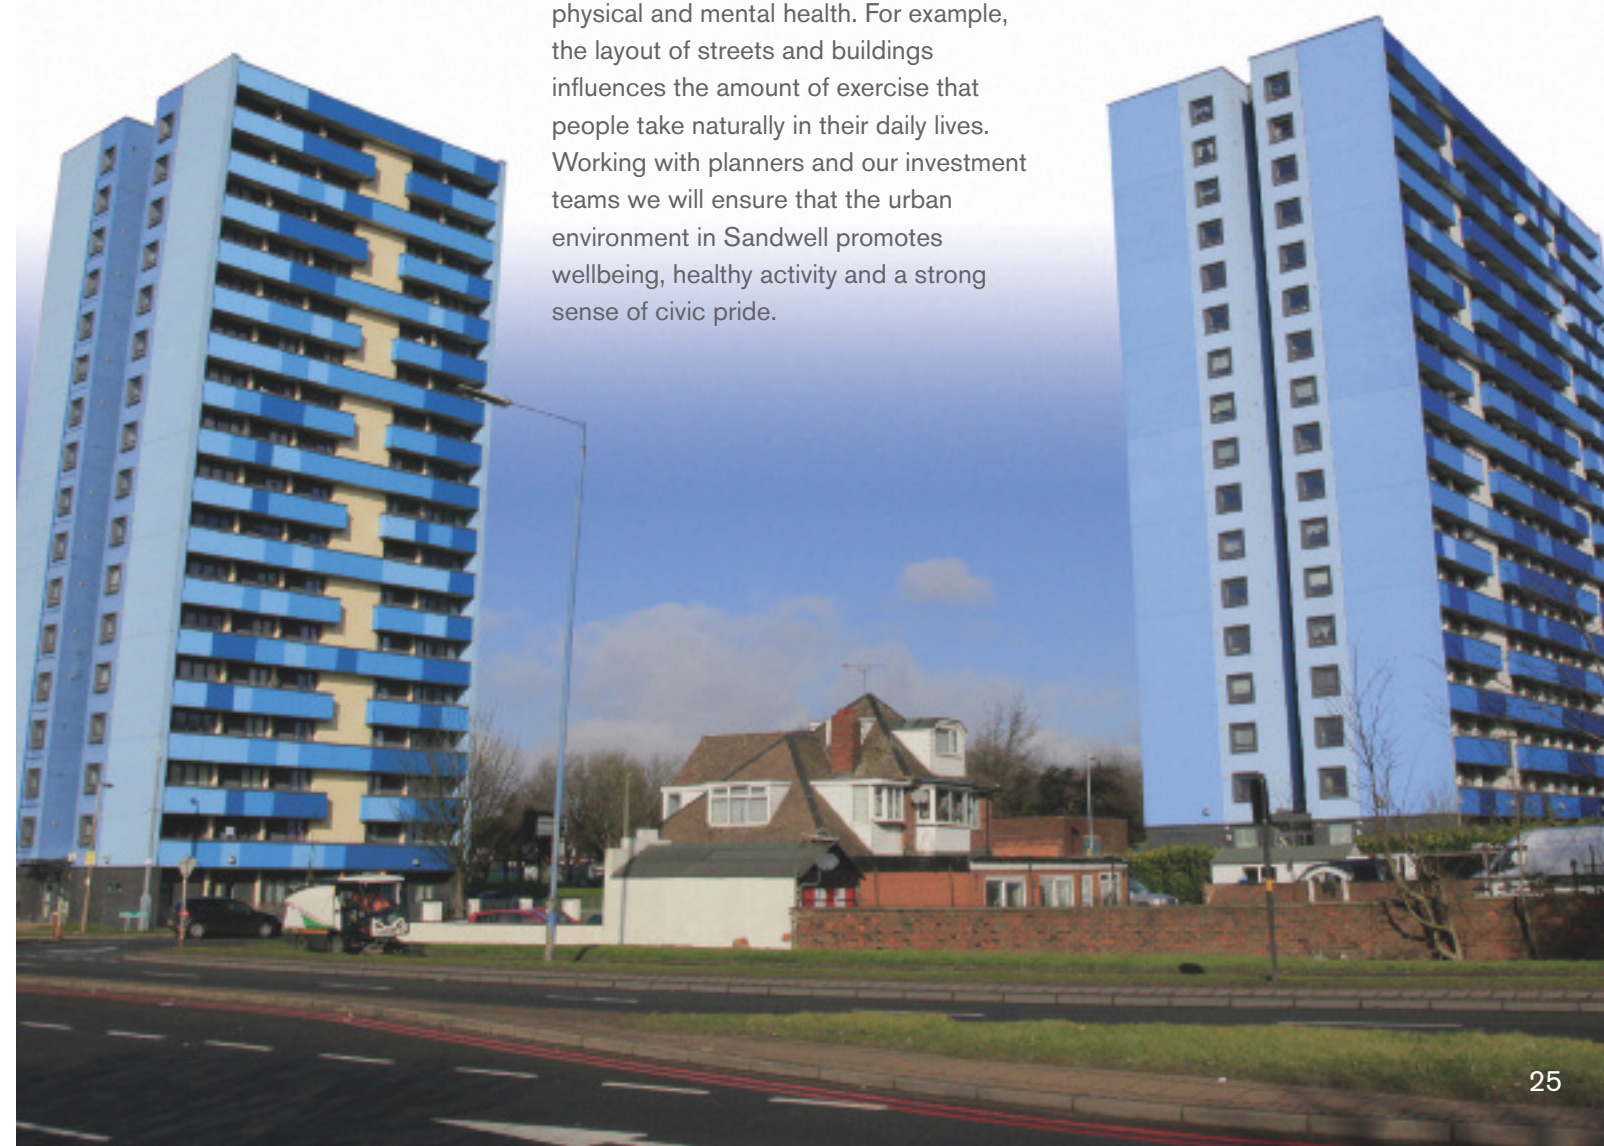 physical and mental health. For example,
the layout of streets and buildings
influences the amount of exercise that
people take naturally in their daily lives.
Working with planners and our investment
teams we will ensure that the urban
environment in Sandwell promotes
wellbeing, healthy activity and a strong
sense of civic pride.
25